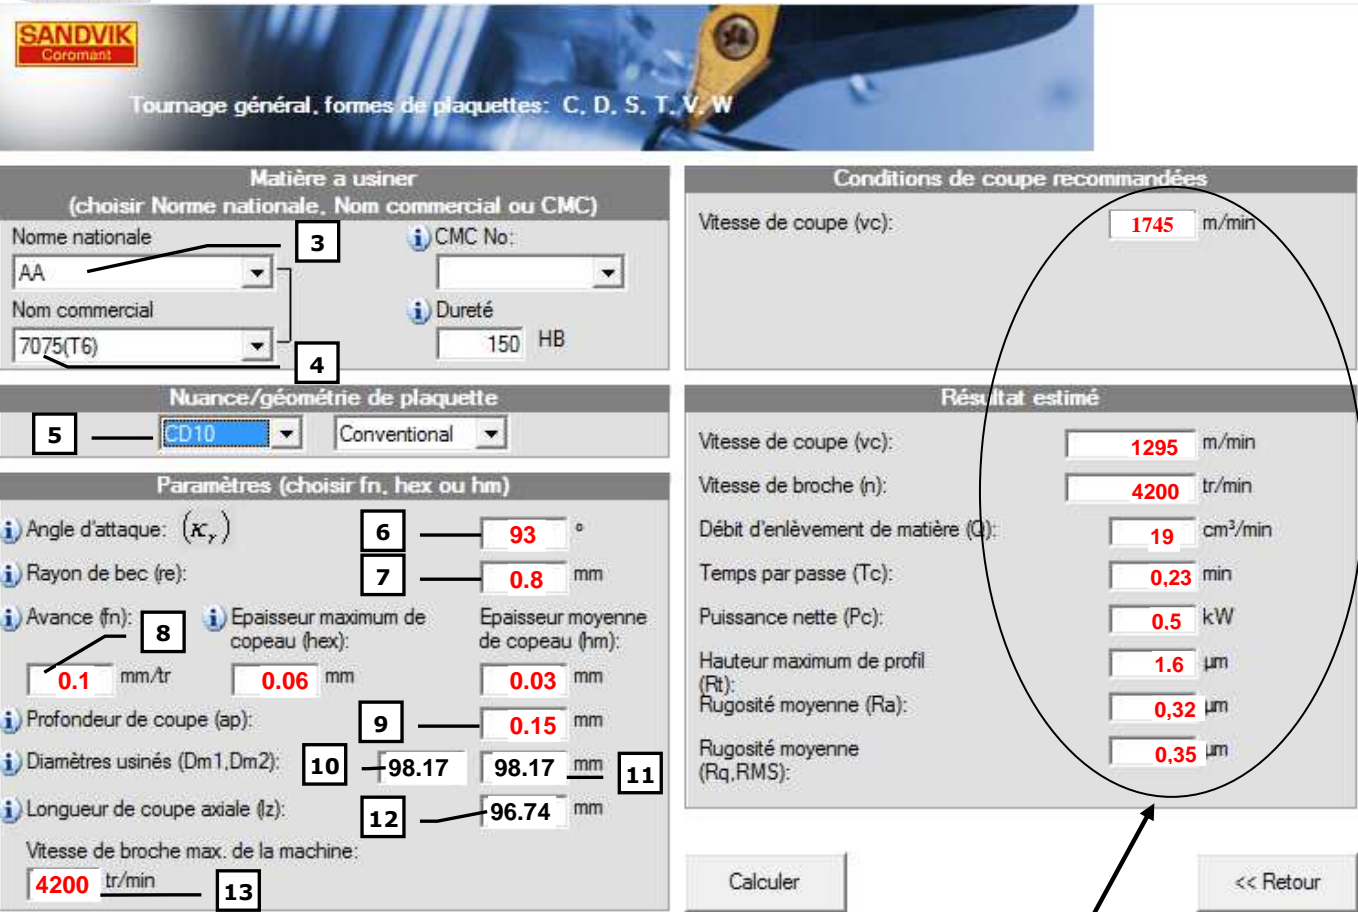 SANDVIK
Coromant
Tournage général, formes de plaquettes: C, D, S, T, V, W
Matière a usiner
(choisir Norme nationale, Nom commercial ou CMC)
Norme nationale
3
CMC No:
AA
Nom commercial
Dureté
7075(T6)
150 HB
4
Nuance/géométrie de plaquette
5
CD10
Conventional
Paramètres (choisir fn, hex ou hm)
Angle d'attaque: (κr)
6
93 °
Rayon de bec (re):
7
0.8 mm
Avance (fn):
8
Epaisseur maximum de
copeau (hex):
Epaisseur moyenne
de copeau (hm):
0.1 mm/tr
0.06 mm
0.03 mm
Profondeur de coupe (ap):
9
0.15 mm
Diamètres usinés (Dm1,Dm2):
10
98.17
98.17 mm
11
Longueur de coupe axiale (lz):
12
96.74 mm
Vitesse de broche max. de la machine:
4200 tr/min
13
Conditions de coupe recommandées
Vitesse de coupe (vc):
1745 m/min
Résultat estimé
Vitesse de coupe (vc):
1295 m/min
Vitesse de broche (n):
4200 tr/min
Débit d'enlèvement de matière (Q):
19 cm³/min
Temps par passe (Tc):
0,23 min
Puissance nette (Pc):
0.5 kW
Hauteur maximum de profil
(Rt):
1.6 µm
Rugosité moyenne (Ra):
0,32 µm
Rugosité moyenne
(Rq,RMS):
0,35 µm
Calculer
<< Retour